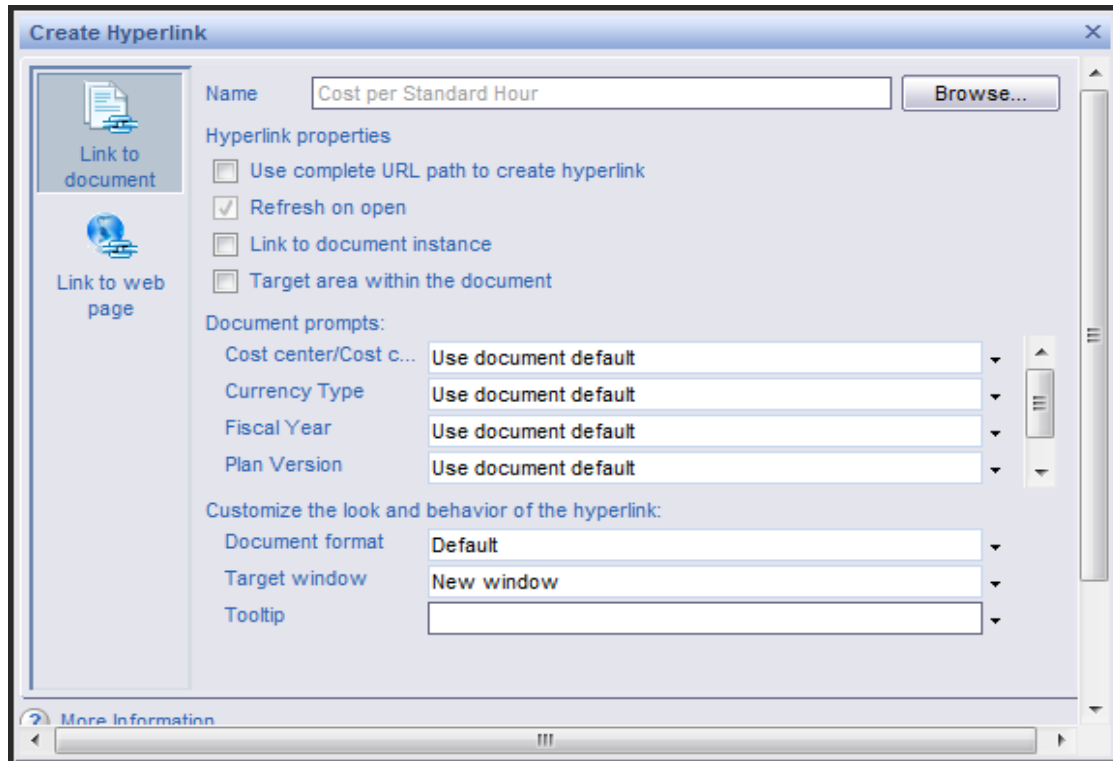 Create Hyperlink
Link to
document
Link to web
page
Name Cost per Standard Hour Browse...
Hyperlink properties
Use complete URL path to create hyperlink
Refresh on open
Link to document instance
Target area within the document
Document prompts:
Cost center/Cost c... Use document default
Currency Type Use document default
Fiscal Year Use document default
Plan Version Use document default
Customize the look and behavior of the hyperlink:
Document format Default
Target window New window
Tooltip
? More Information